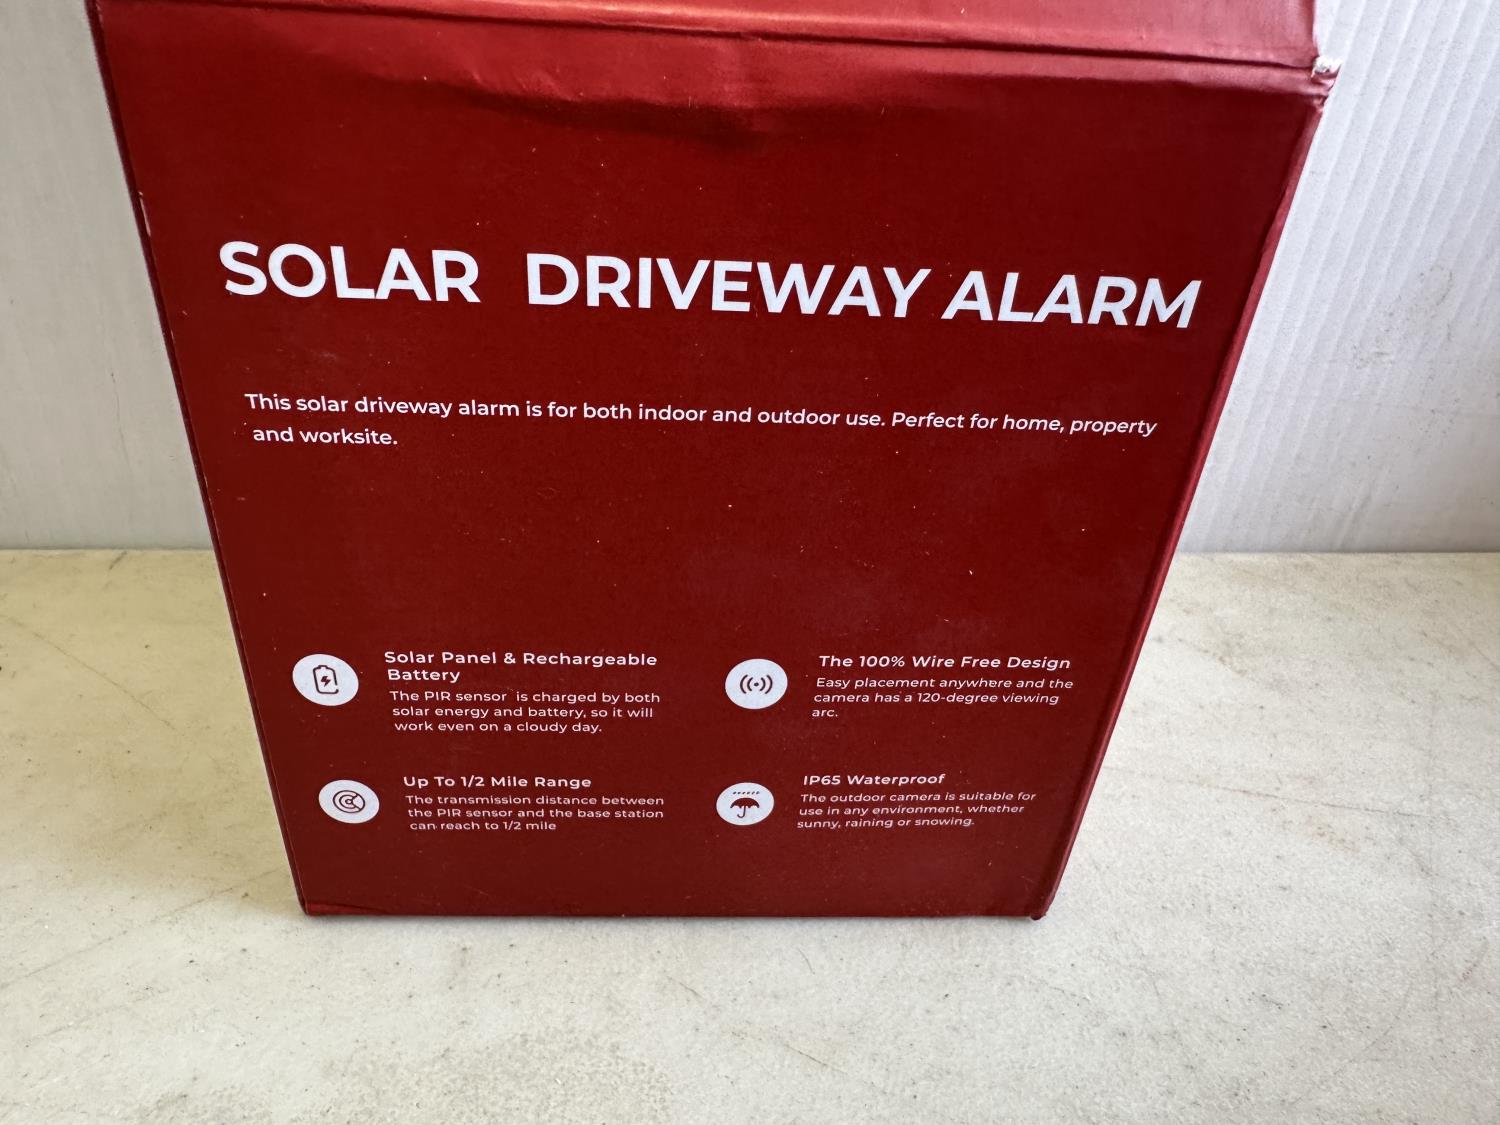 SOLAR DRIVEWAY ALARM
This solar driveway alarm is for both indoor and outdoor use. Perfect for home, property
and worksite.
Solar Panel & Rechargeable
Battery
The PIR sensor is charged by both
solar energy and battery, so it will
work even on a cloudy day.
The 100% Wire Free Design
Easy placement anywhere and the
camera has a 120-degree viewing
arc.
Up To 1/2 Mile Range
The transmission distance between
the PIR sensor and the base station
can reach to 1/2 mile
IP65 Waterproof
The outdoor camera is suitable for
use in any environment, whether
sunny, raining or snowing.